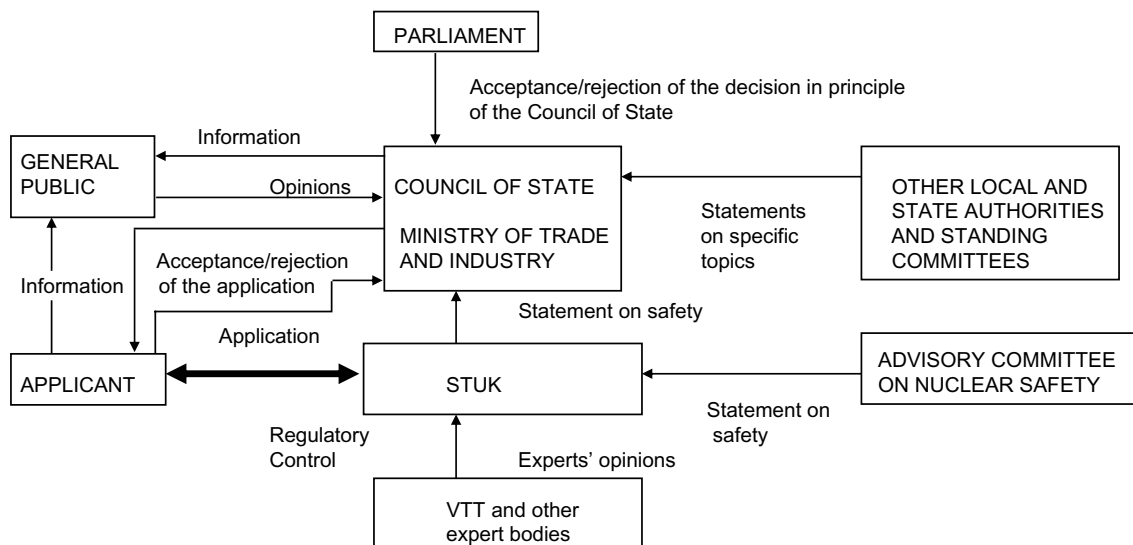 PARLIAMENT
Acceptance/rejection of the decision in principle
of the Council of State
Information
GENERAL
PUBLIC
Opinions
COUNCIL OF STATE
MINISTRY OF TRADE
AND INDUSTRY
OTHER LOCAL AND
STATE AUTHORITIES
AND STANDING
COMMITTEES
Statements
on specific
topics
Acceptance/rejection
of the application
Information
Statement on safety
Application
APPLICANT
STUK
ADVISORY COMMITTEE
ON NUCLEAR SAFETY
Statement on
safety
Regulatory
Control
Experts’ opinions
VTT and other
expert bodies